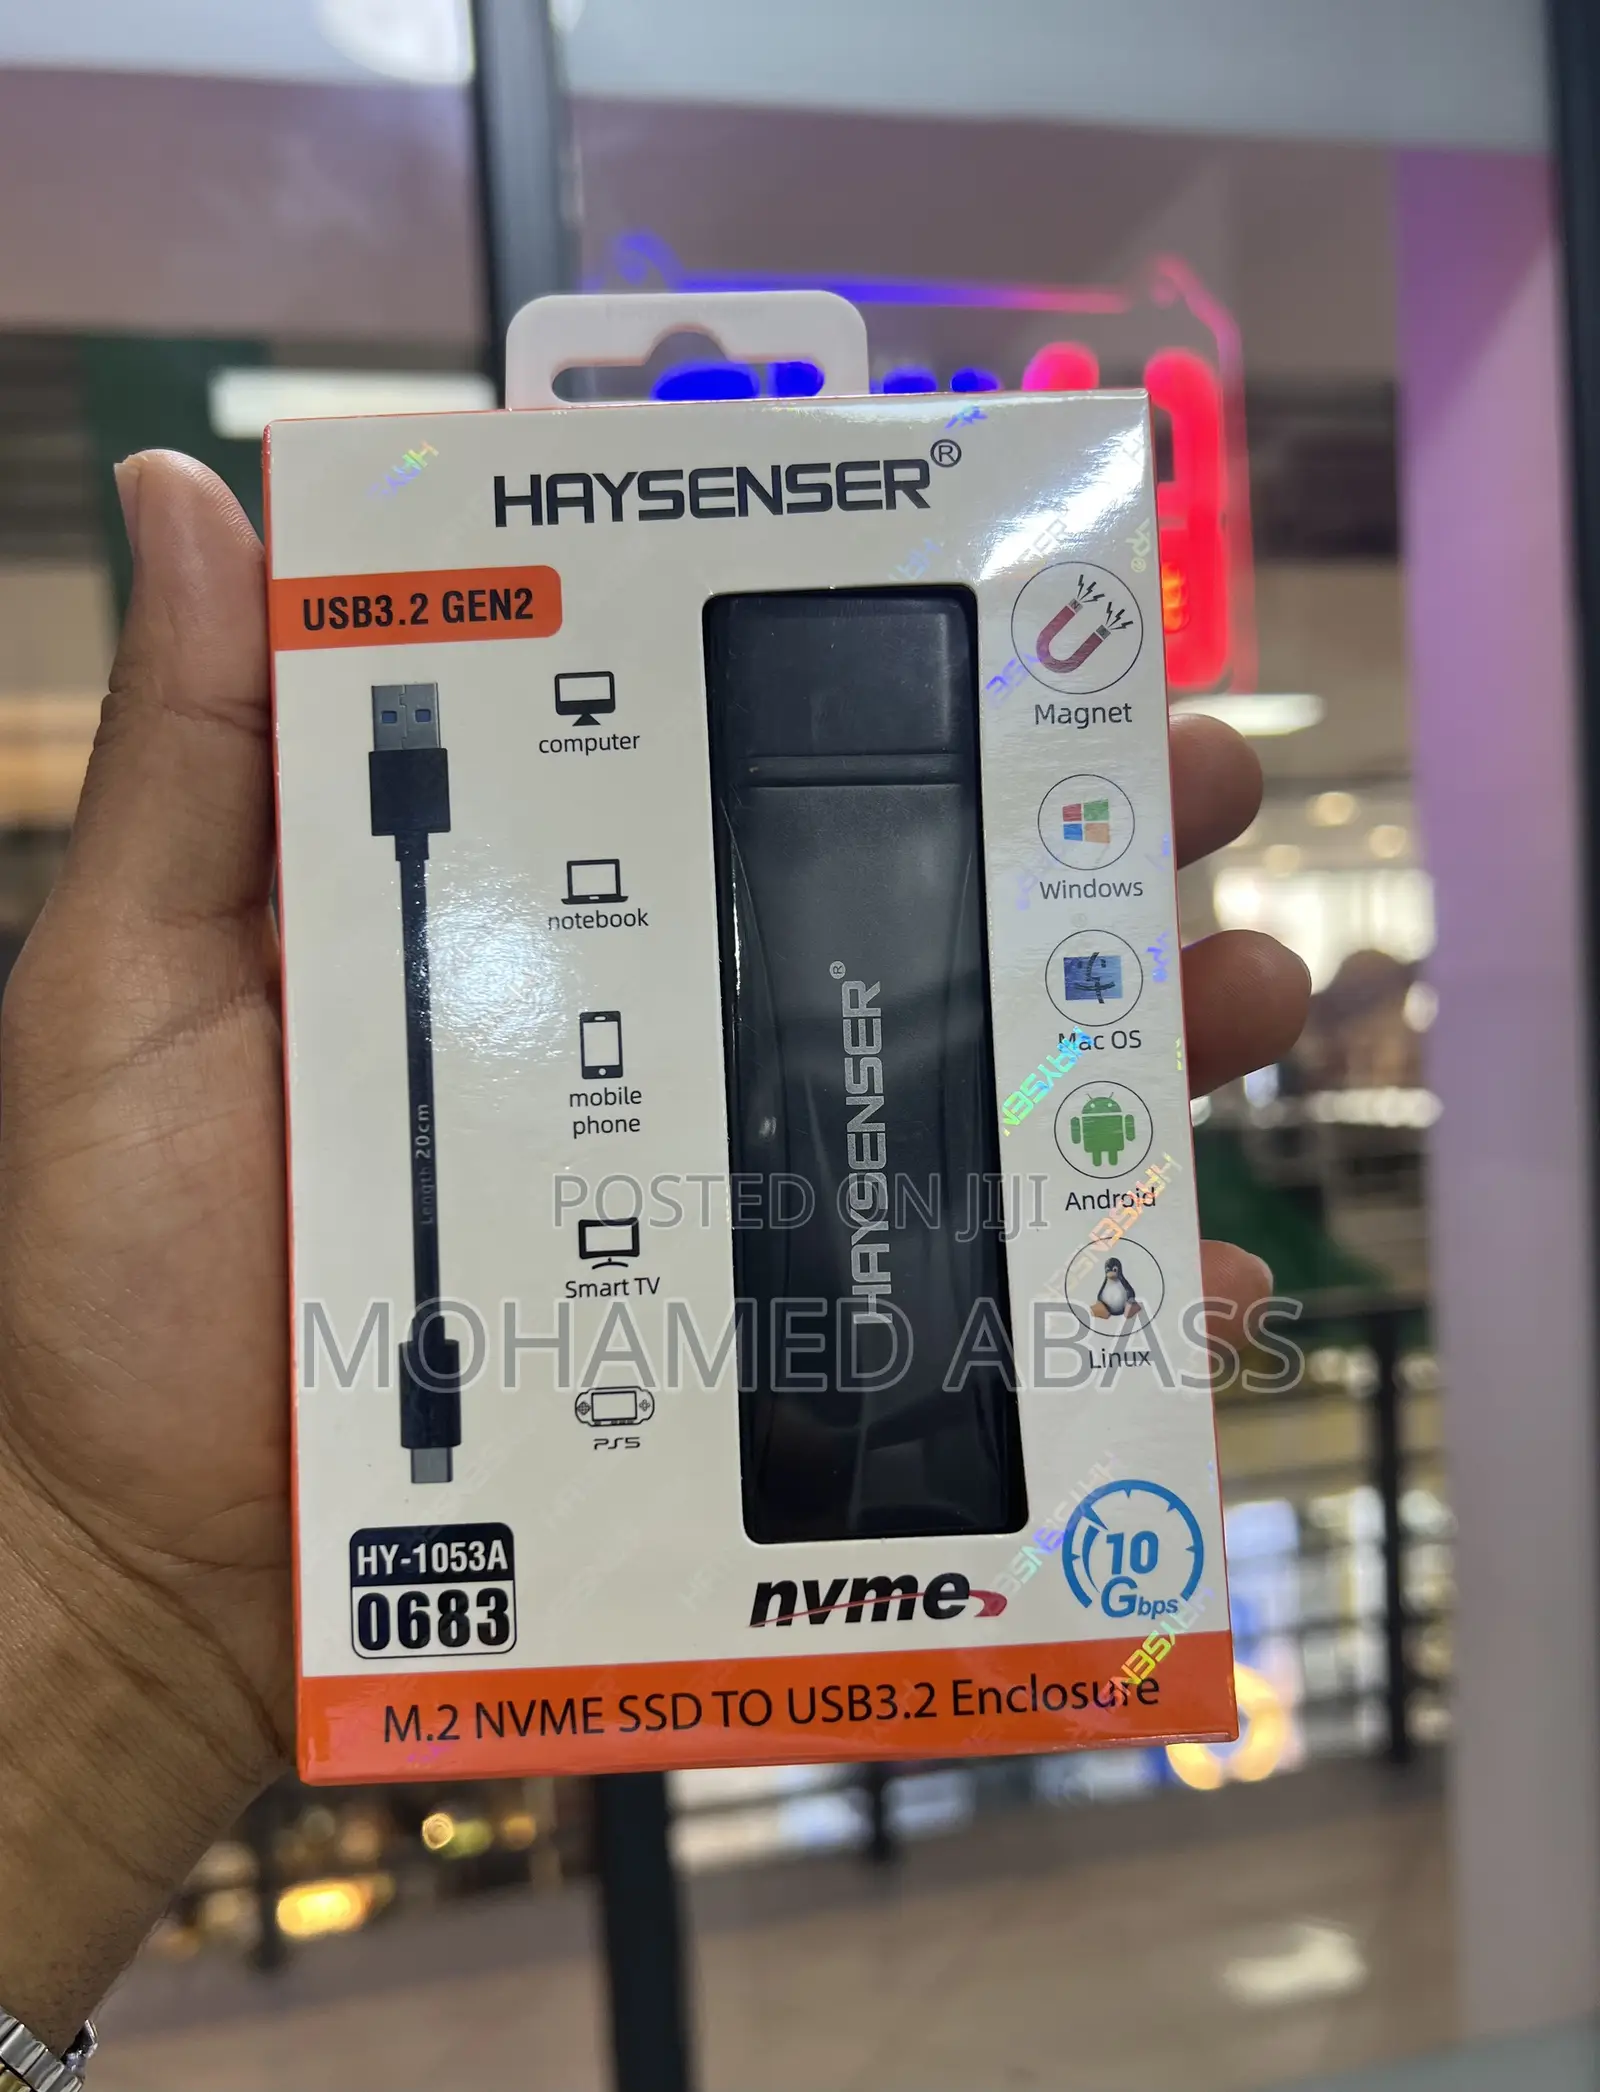 HAYSENSER®
USB3.2 GEN2
computer
notebook
mobile
phone
Smart TV
PS5
Length 20cm
HAYSENSER®
Magnet
Windows
Mac OS
Android
Linux
POSTED ON JIJI
MOHAMED ABASS
HY-1053A
0683
nvme
10
Gbps
M.2 NVME SSD TO USB3.2 Enclosure